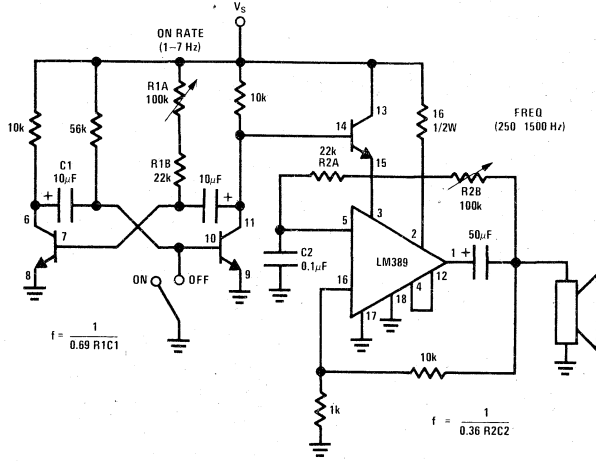 VS
ON RATE
(1–7 Hz)
R1A
100k
10k
13
10k
56k
14
16
1/2W
FREQ
(250 1500 Hz)
C1
10μF
R1B
22k
10μF
22k
R2A
15
R2B
100k
+
+
6
7
8
11
10
9
5
3
2
C2
0.1μF
LM389
1
+
50μF
12
4
16
18
17
ON
OFF
f = 1
0.69 R1C1
10k
1k
f = 1
0.36 R2C2